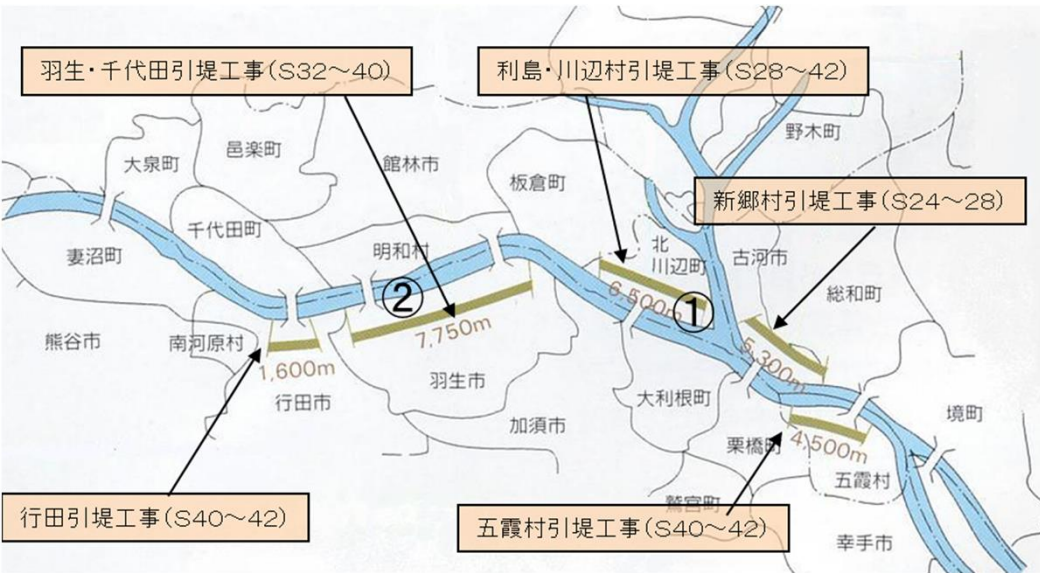 羽生・千代田引堤工事(S32～40)
利島・川辺村引堤工事(S28～42)
野木町
邑楽町
大泉町
館林市
板倉町
新郷村引堤工事(S24～28)
千代田町
明和村
北
川辺町
古河市
妻沼町
総和町
②
6,500m
①
熊谷市
南河原村
7,750m
5,300m
1,600m
羽生市
行田市
大利根町
境町
加須市
栗橋町
4,500m
五霞村
鷲宮町
行田引堤工事(S40～42)
五霞村引堤工事(S40～42)
幸手市